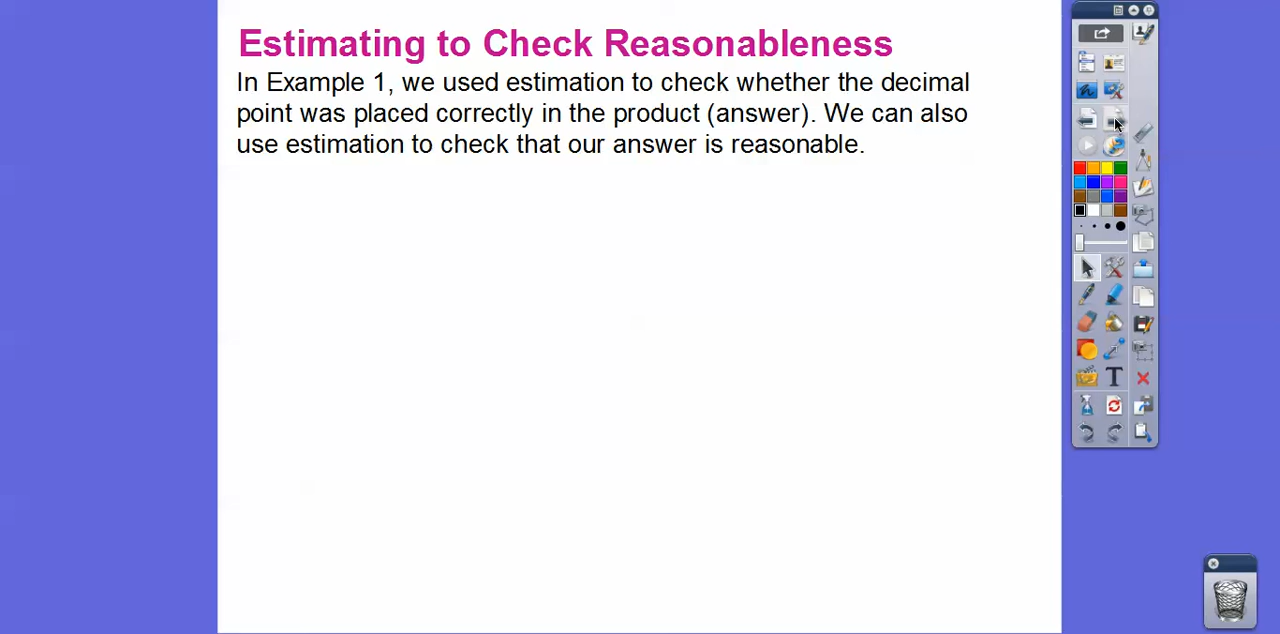 Estimating to Check Reasonableness
In Example 1, we used estimation to check whether the decimal
point was placed correctly in the product (answer). We can also
use estimation to check that our answer is reasonable.